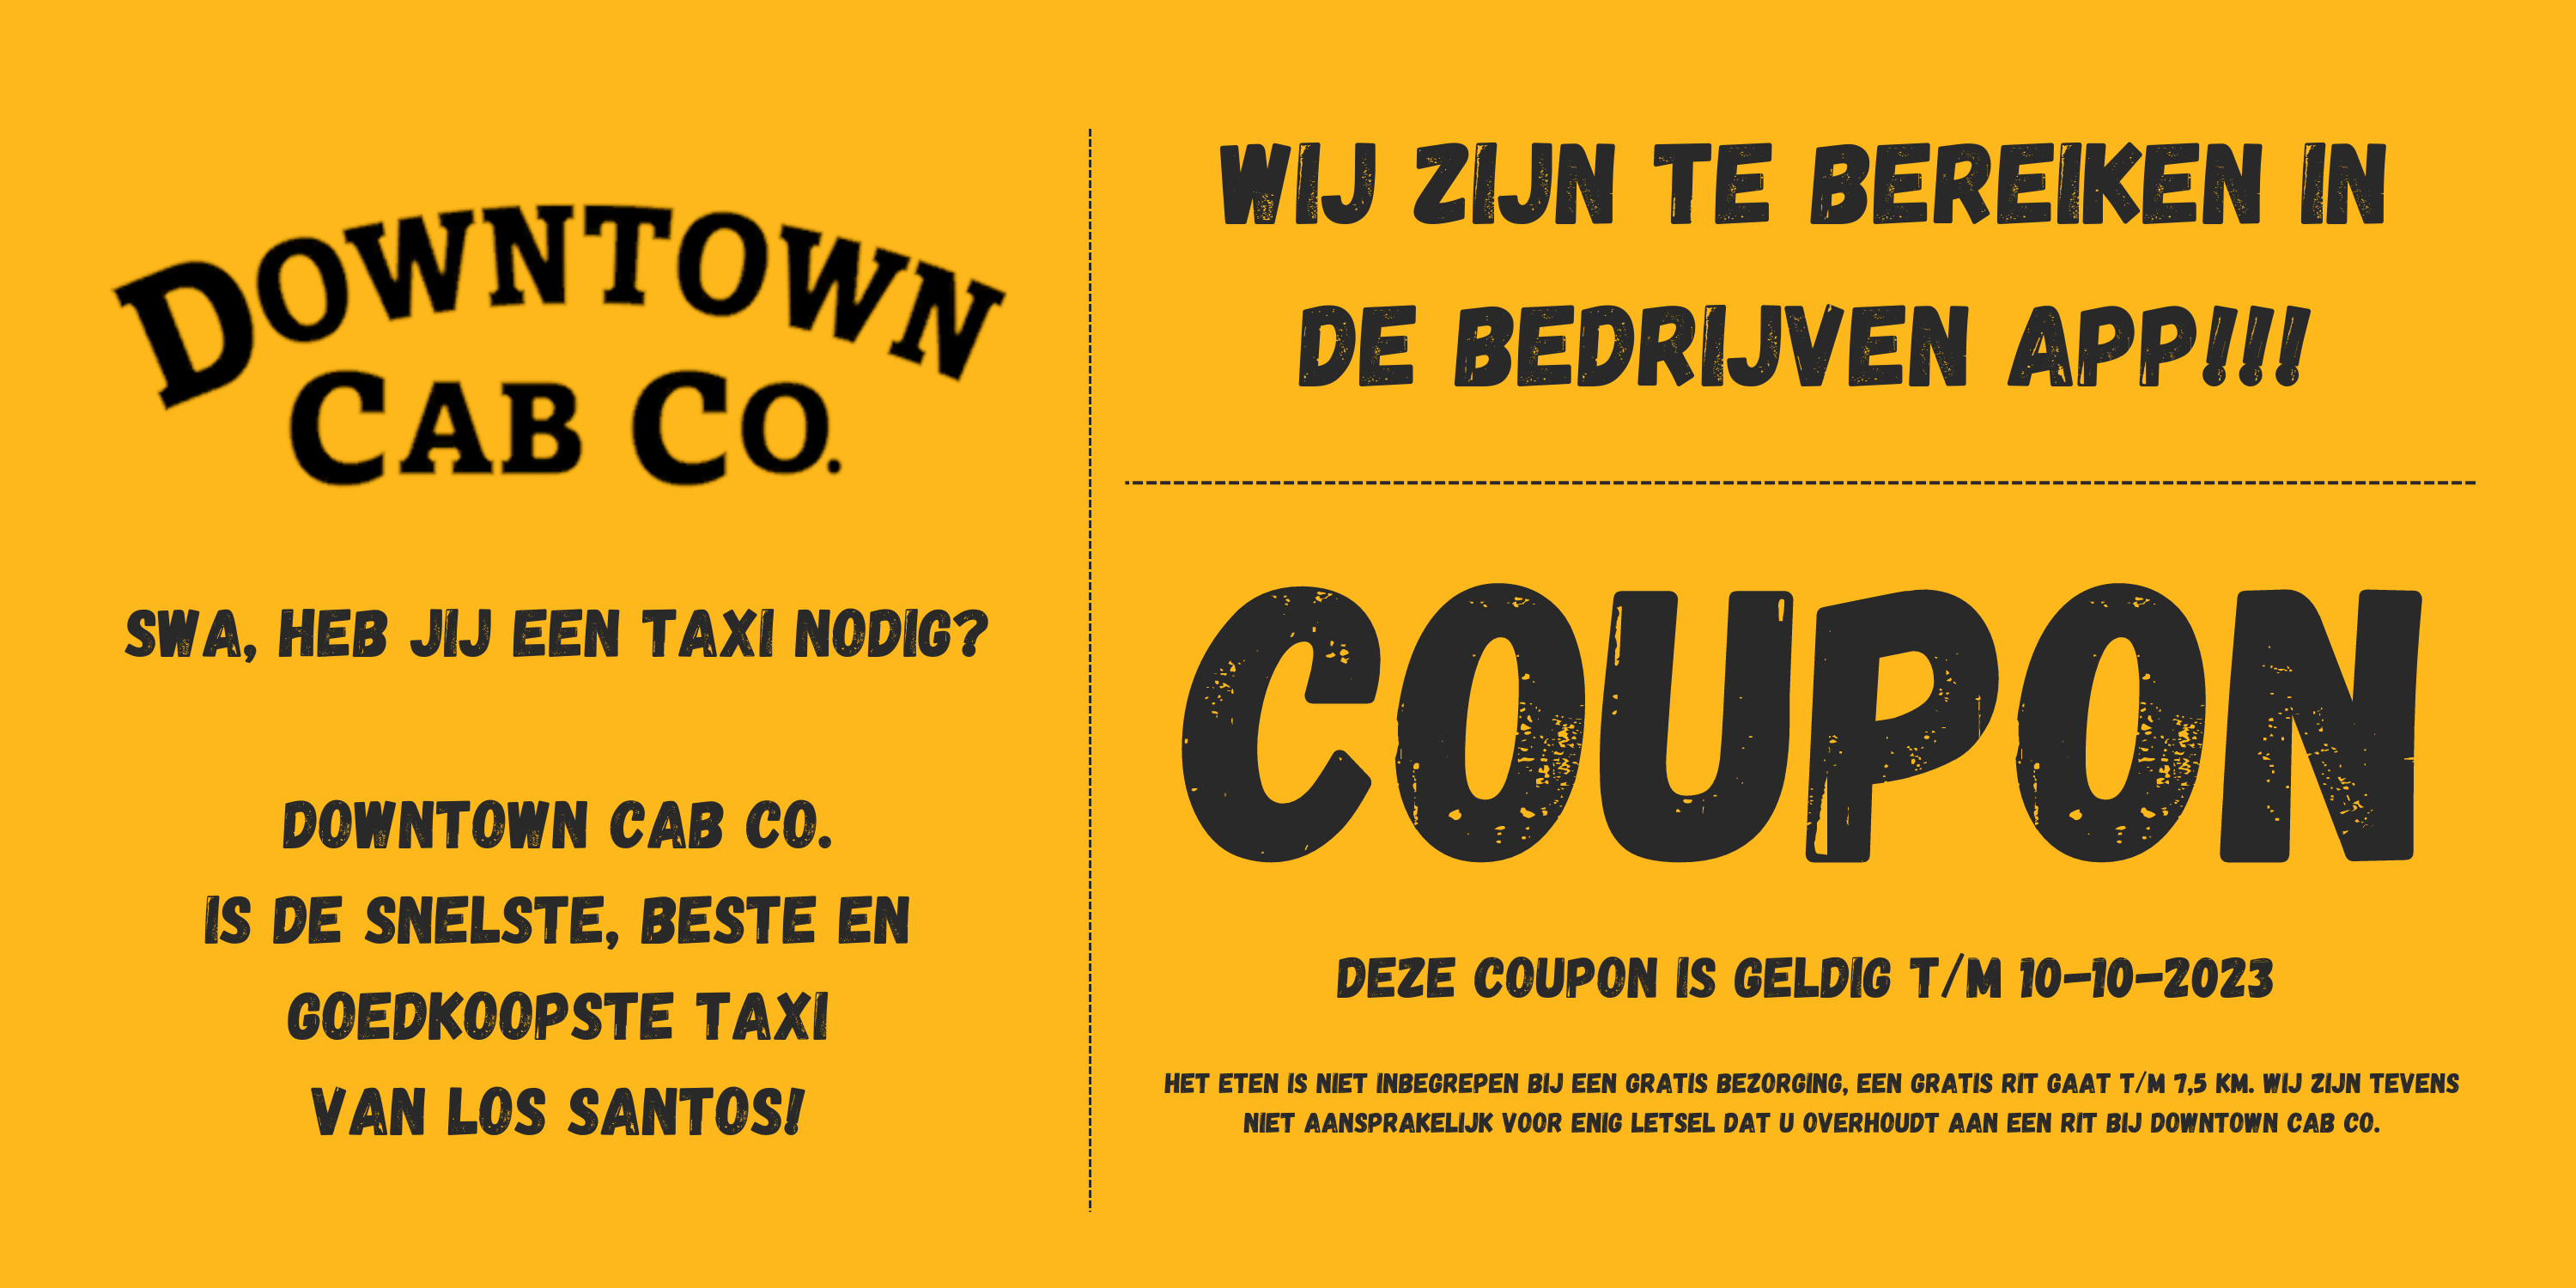 DOWNTOWN
CAB CO.
SWA, HEB JIJ EEN TAXI NODIG?
DOWNTOWN CAB CO.
IS DE SNELSTE, BESTE EN
GOEDKOOPSTE TAXI
VAN LOS SANTOS!
WIJ ZIJN TE BEREIKEN IN
DE BEDRIJVEN APP!!!
COUPON
DEZE COUPON IS GELDIG T/M 10-10-2023
HET ETEN IS NIET INBEGREPEN BIJ EEN GRATIS BEZORGING, EEN GRATIS RIT GAAT T/M 7,5 KM. WIJ ZIJN TEVENS
NIET AANSPRAKELIJK VOOR ENIG LETSEL DAT U OVERHOUDT AAN EEN RIT BIJ DOWNTOWN CAB CO.